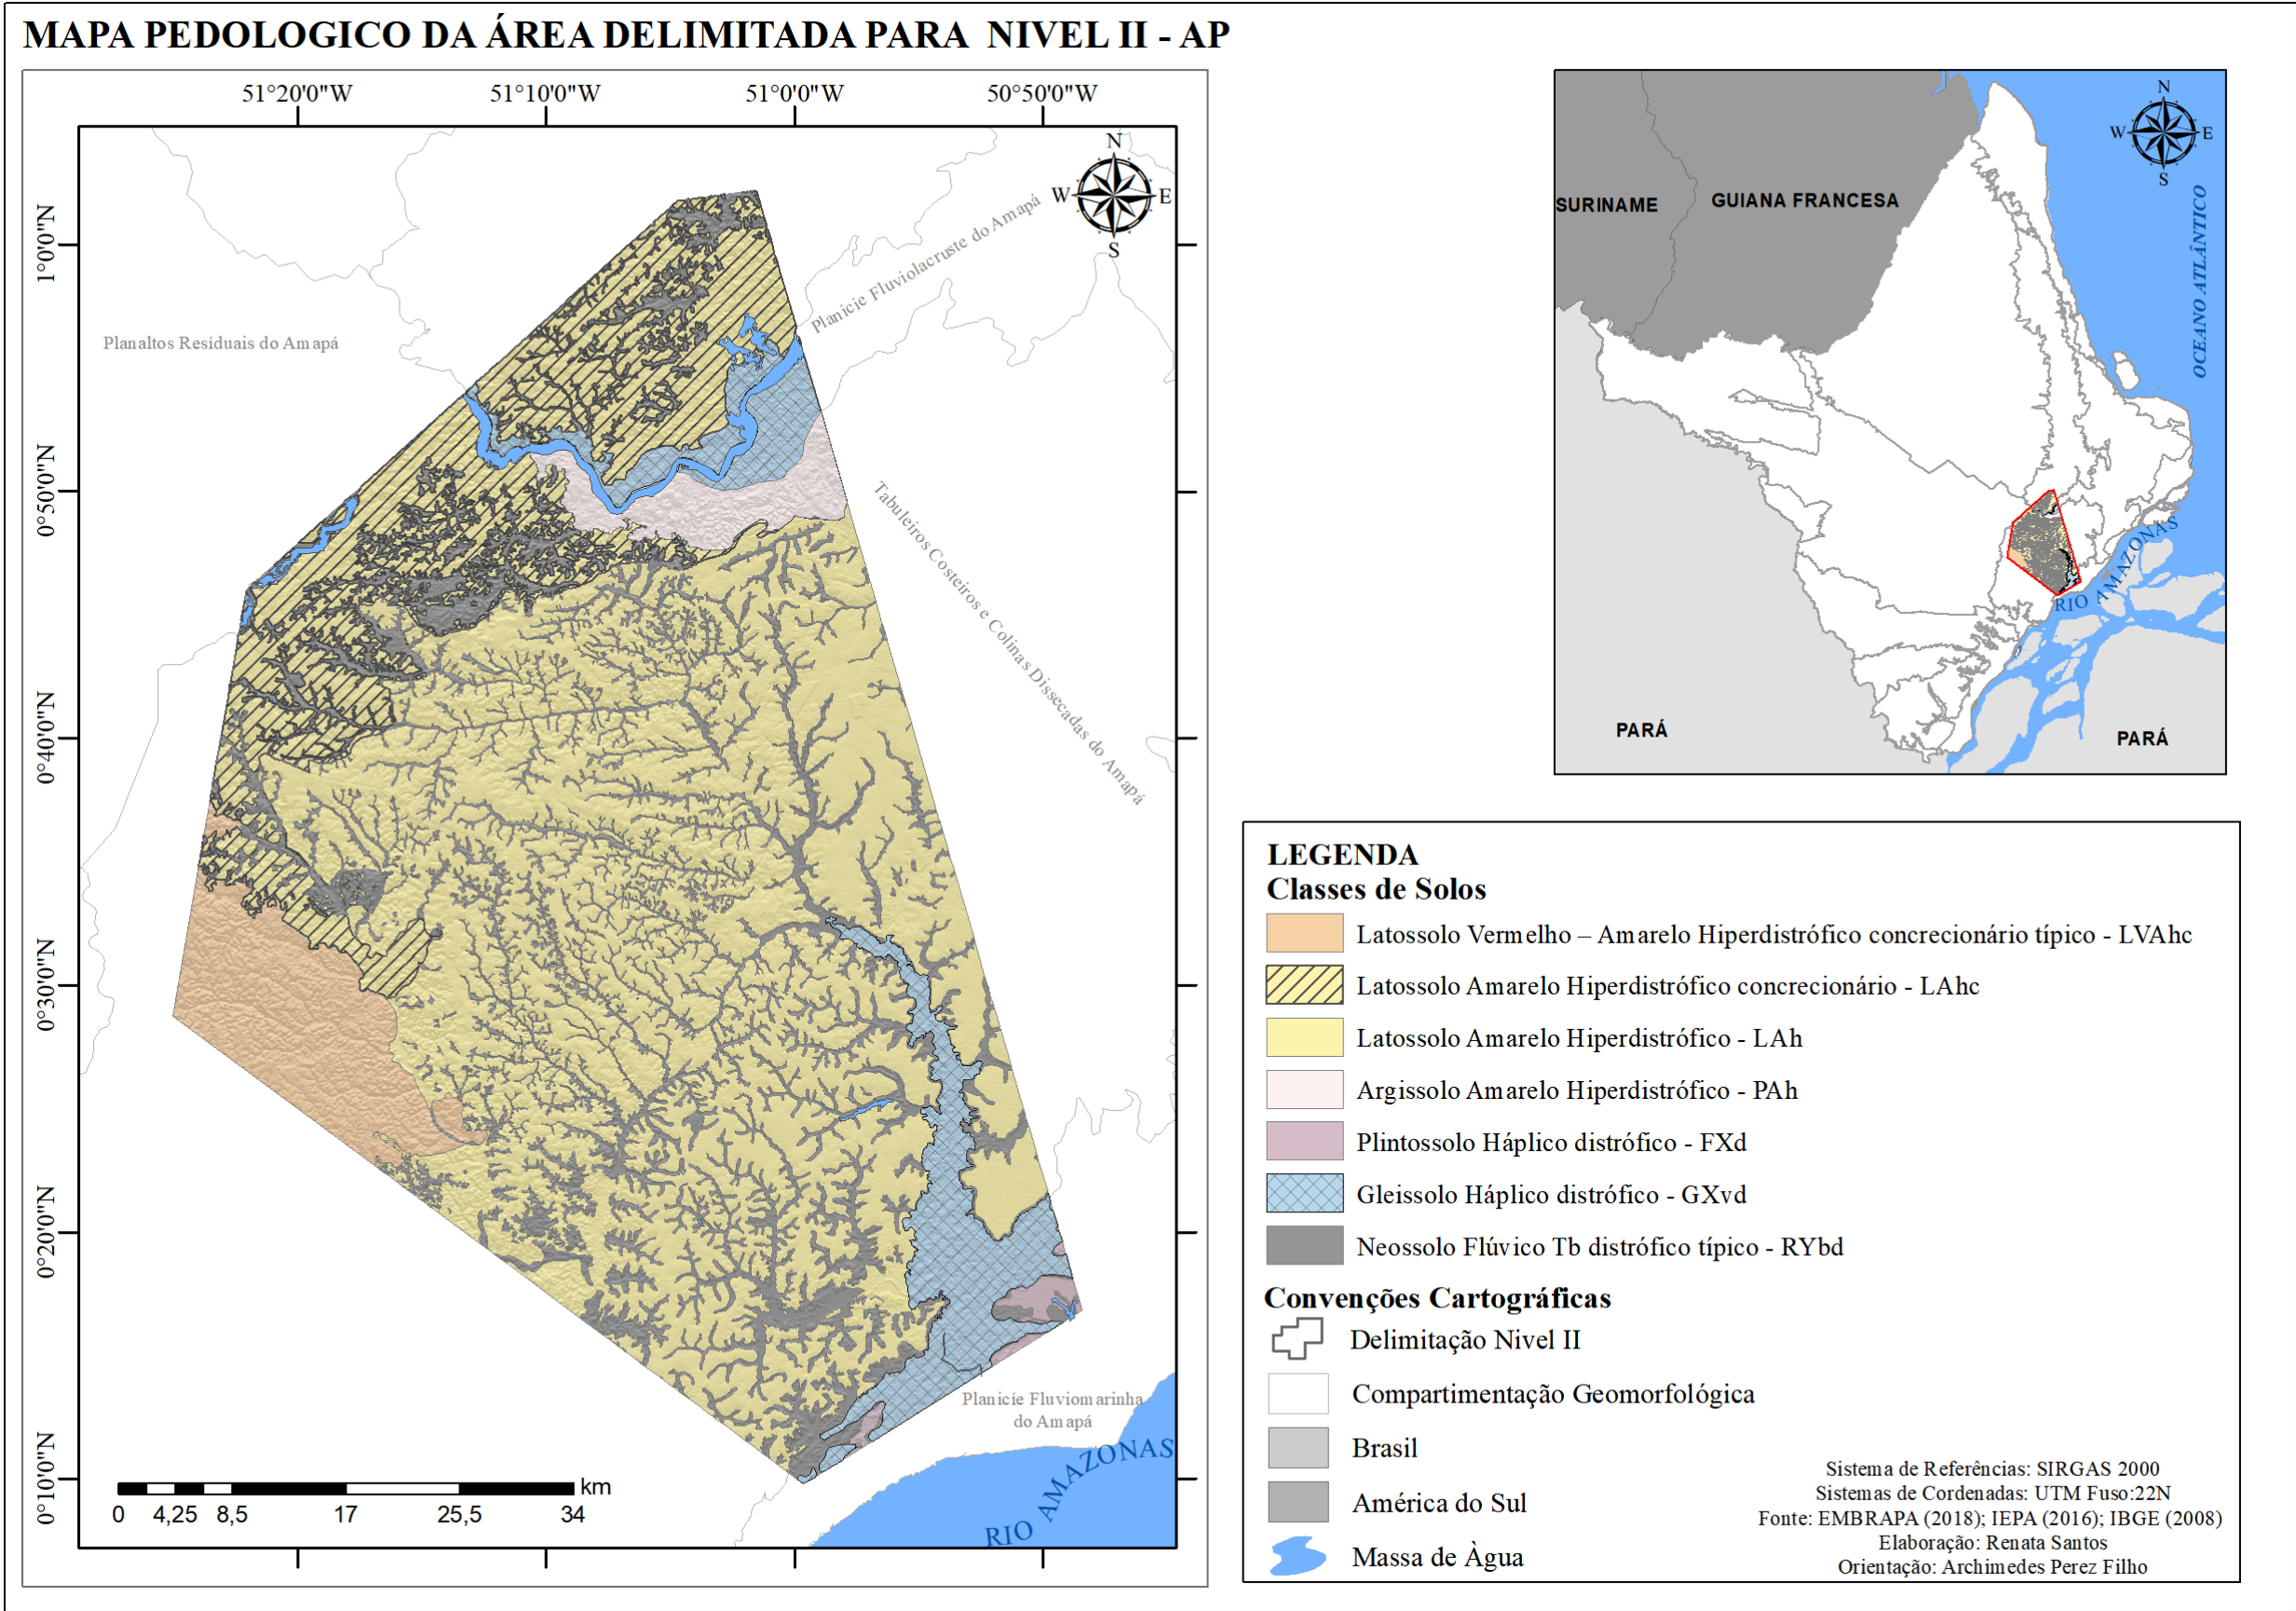 MAPA PEDOLOGICO DA ÁREA DELIMITADA PARA NIVEL II - AP
51°20'0"W
51°10'0"W
51°0'0"W
50°50'0"W
1°0'0"N
0°50'0"N
0°40'0"N
0°30'0"N
0°20'0"N
0°10'0"N
N
W
E
S
Planaltos Resíduais do Amapá
Planicie Fluviolacruste do Amapá
Tabuleiros Costeiros e Colinas Dissecadas do Amapá
Planicíe Fluviomarinha
do Amapá
RIO AMAZONAS
km
0
4,25
8,5
17
25,5
34
N
W
E
S
SURINAME
GUIANA FRANCESA
OCEANO ATLÂNTICO
RIO AMAZONAS
PARÁ
PARÁ
LEGENDA
Classes de Solos
Latossolo Vermelho – Amarelo Hiperdistrófico concrecionário típico - LVAhc
Latossolo Amarelo Hiperdistrófico concrecionário - LAhc
Latossolo Amarelo Hiperdistrófico - LAh
Argissolo Amarelo Hiperdistrófico - PAh
Plintossolo Háplico distrófico - FXd
Gleissolo Háplico distrófico - GXvd
Neossolo Flúvico Tb distrófico típico - RYbd
Convenções Cartográficas
Delimitação Nivel II
Compartimentação Geomorfológica
Brasil
América do Sul
Massa de Àgua
Sistema de Referências: SIRGAS 2000
Sistemas de Cordenadas: UTM Fuso:22N
Fonte: EMBRAPA (2018); IEPA (2016); IBGE (2008)
Elaboração: Renata Santos
Orientação: Archimedes Perez Filho